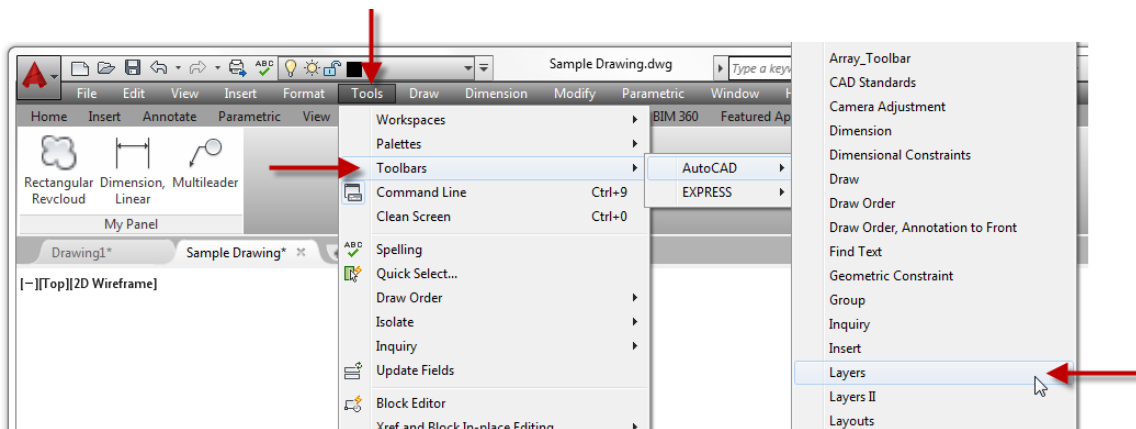 ABC
Sample Drawing.dwg
Type a keyw
File Edit View Insert Format Tools Draw Dimension Modify Parametric Window H
Home Insert Annotate Parametric View BIM 360 Featured Ap
Rectangular Revcloud
Dimension, Linear
Multileader
My Panel
Drawing1*
Sample Drawing*
[−][Top][2D Wireframe]
Workspaces
Palettes
Toolbars
Command Line Ctrl+9
Clean Screen Ctrl+0
ABC
Spelling
Quick Select...
Draw Order
Isolate
Inquiry
Update Fields
Block Editor
Xref and Block In-place Editing
AutoCAD
EXPRESS
Array_Toolbar
CAD Standards
Camera Adjustment
Dimension
Dimensional Constraints
Draw
Draw Order
Draw Order, Annotation to Front
Find Text
Geometric Constraint
Group
Inquiry
Insert
Layers
Layers II
Layouts